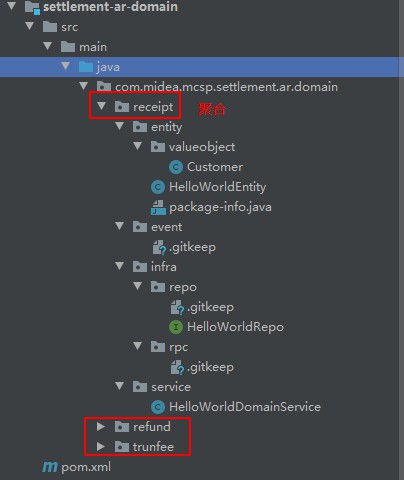 settlement-ar-domain
src
main
java
com.midea.mcsp.settlement.ar.domain
receipt 聚合
entity
valueobject
Customer
HelloWorldEntity
package-info.java
event
.gitkeep
infra
repo
.gitkeep
HelloWorldRepo
rpc
.gitkeep
service
HelloWorldDomainService
refund
trunfee
pom.xml